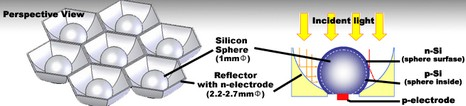 Perspective View
Silicon
Sphere
(1mmΦ)
Reflector
with n-electrode
(2.2-2.7mmΦ)
Incident light
n-Si
(sphere surfase)
p-Si
(sphere inside)
p-electrode